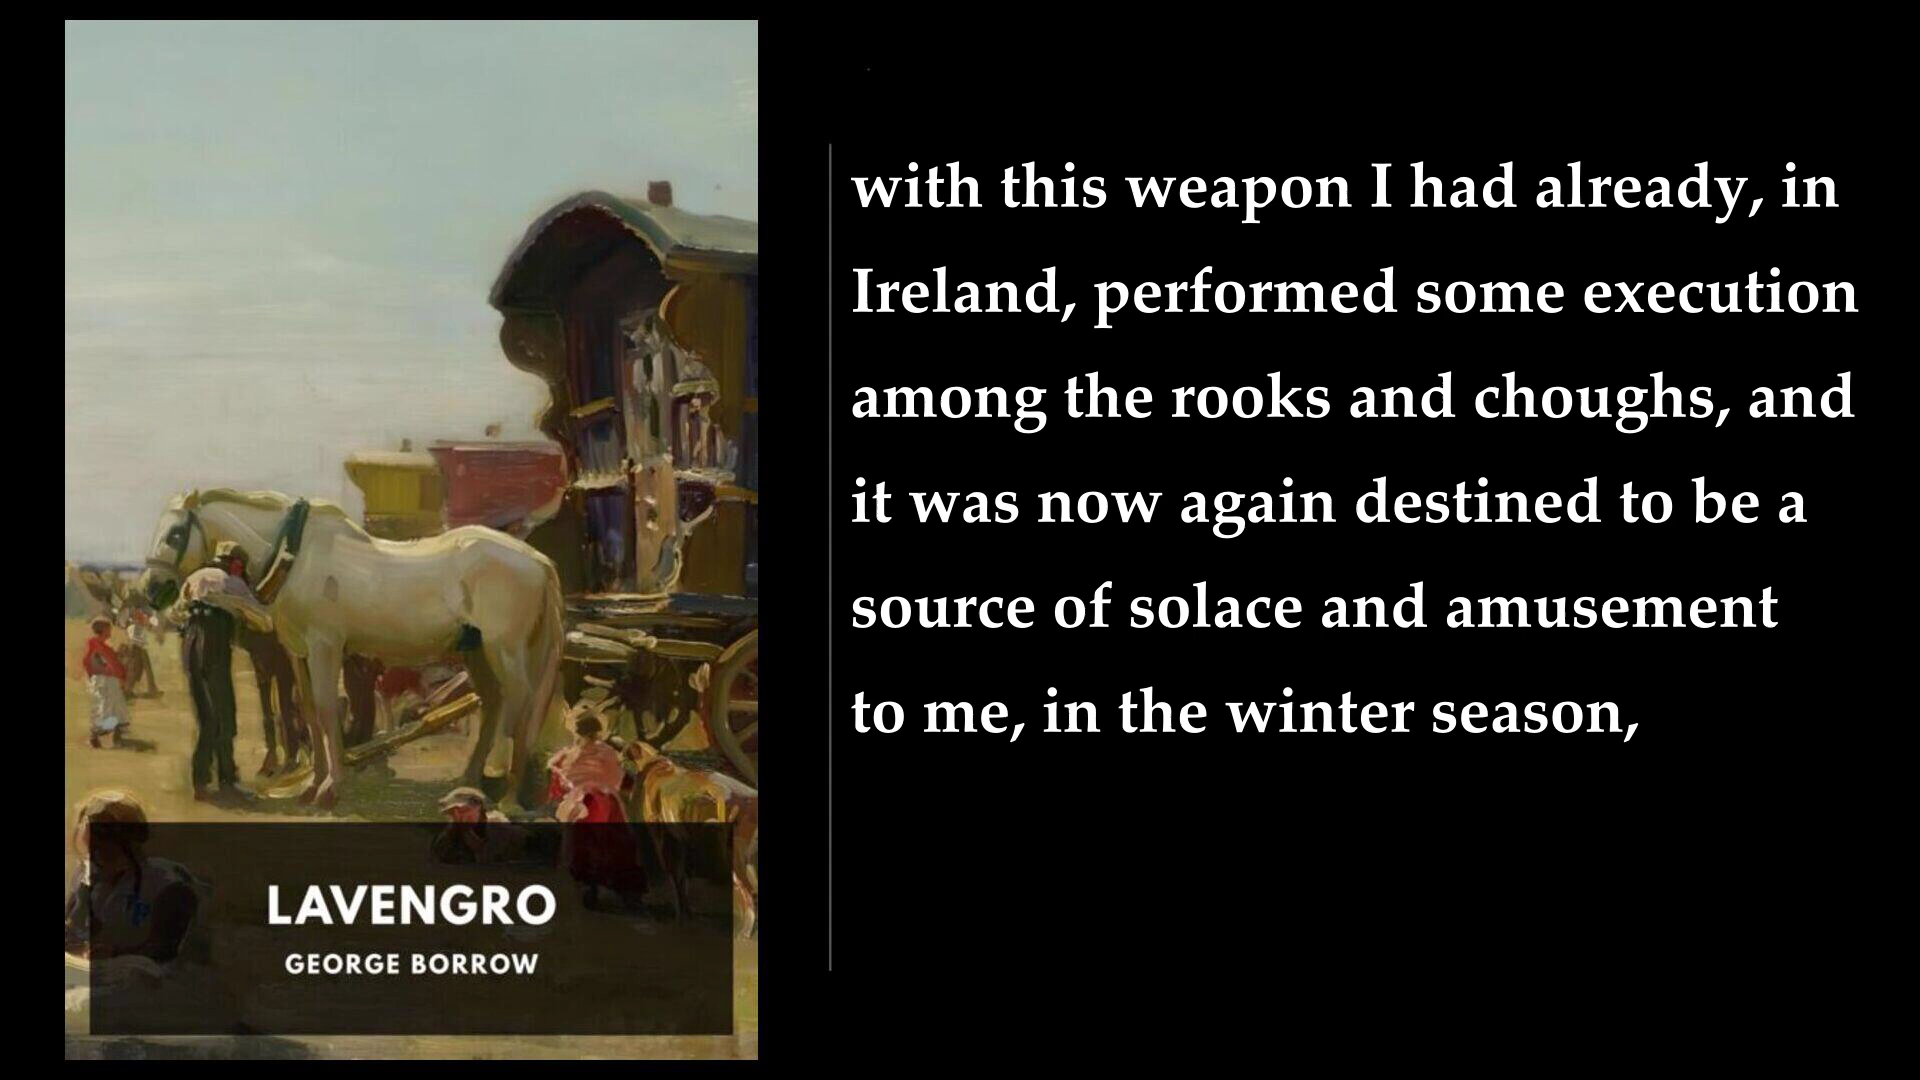 with this weapon I had already, in
Ireland, performed some execution
among the rooks and choughs, and
it was now again destined to be a
source of solace and amusement
to me, in the winter season,
LAVENGRO
GEORGE BORROW